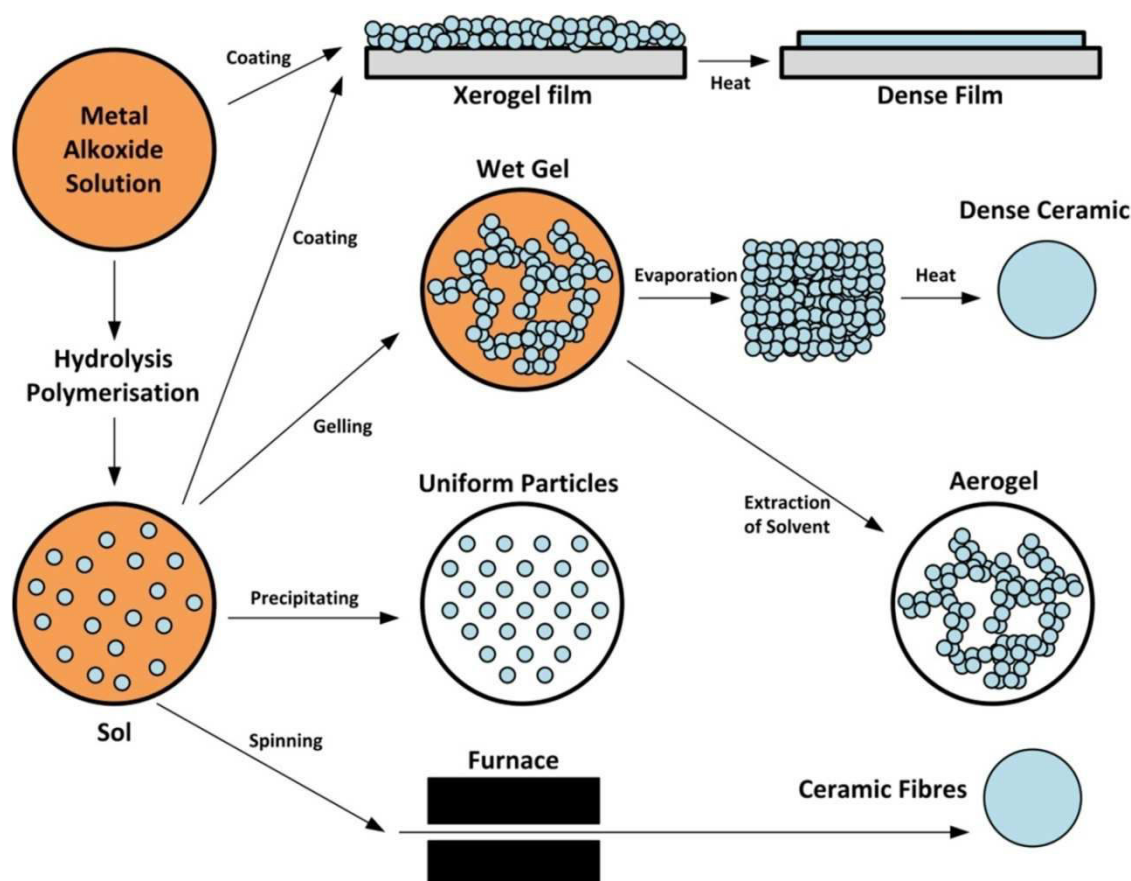 Metal
Alkoxide
Solution
Coating
Xerogel film
Heat
Dense Film
Coating
Wet Gel
Evaporation
Heat
Dense Ceramic
Hydrolysis
Polymerisation
Gelling
Extraction
of Solvent
Aerogel
Uniform Particles
Precipitating
Sol
Spinning
Furnace
Ceramic Fibres